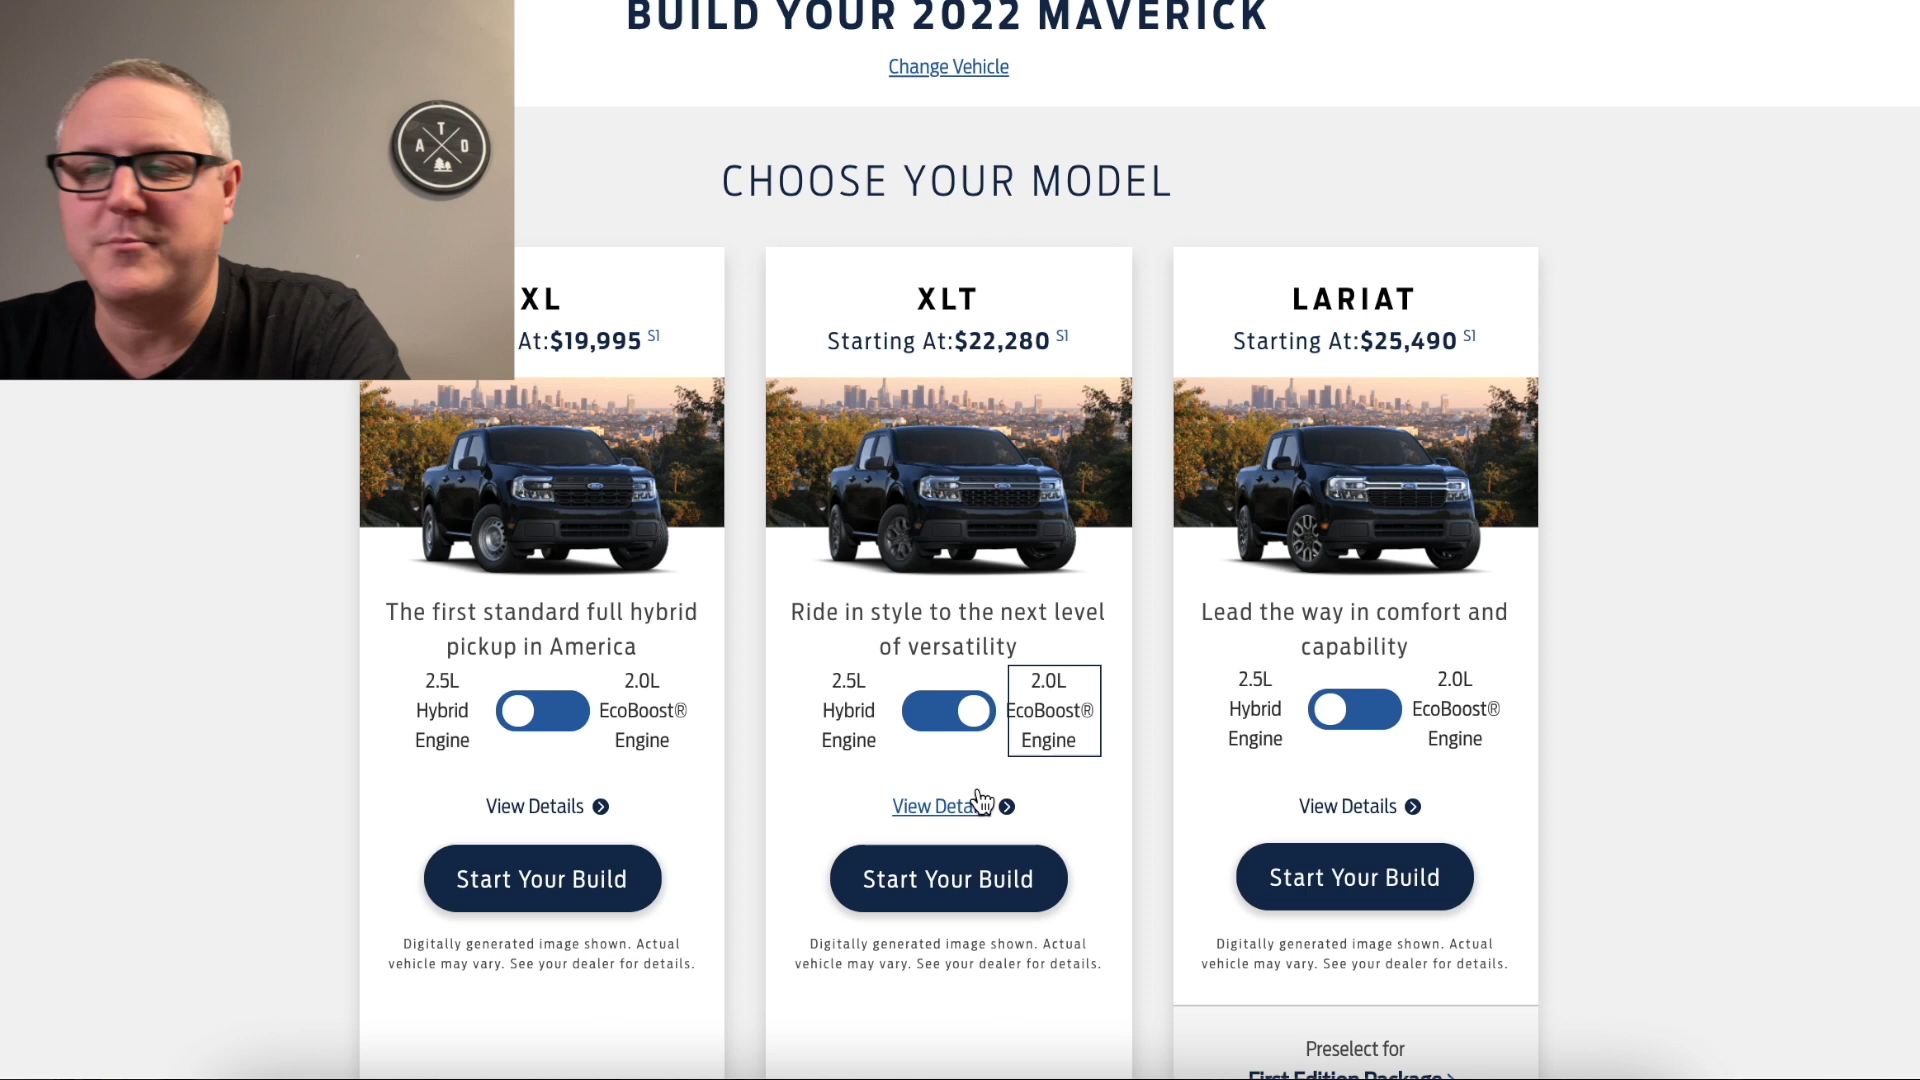 BUILD YOUR 2022 MAVERICK
Change Vehicle
T
A O
CHOOSE YOUR MODEL
XL
At:$19,995 S1
XLT
Starting At:$22,280 S1
LARIAT
Starting At:$25,490 S1
The first standard full hybrid
pickup in America
2.5L
Hybrid
Engine
2.0L
EcoBoost®
Engine
View Details
Start Your Build
Digitally generated image shown. Actual
vehicle may vary. See your dealer for details.
Ride in style to the next level
of versatility
2.5L
Hybrid
Engine
2.0L
EcoBoost®
Engine
View Deta
Start Your Build
Digitally generated image shown. Actual
vehicle may vary. See your dealer for details.
Lead the way in comfort and
capability
2.5L
Hybrid
Engine
2.0L
EcoBoost®
Engine
View Details
Start Your Build
Digitally generated image shown. Actual
vehicle may vary. See your dealer for details.
Preselect for
First Edition Package